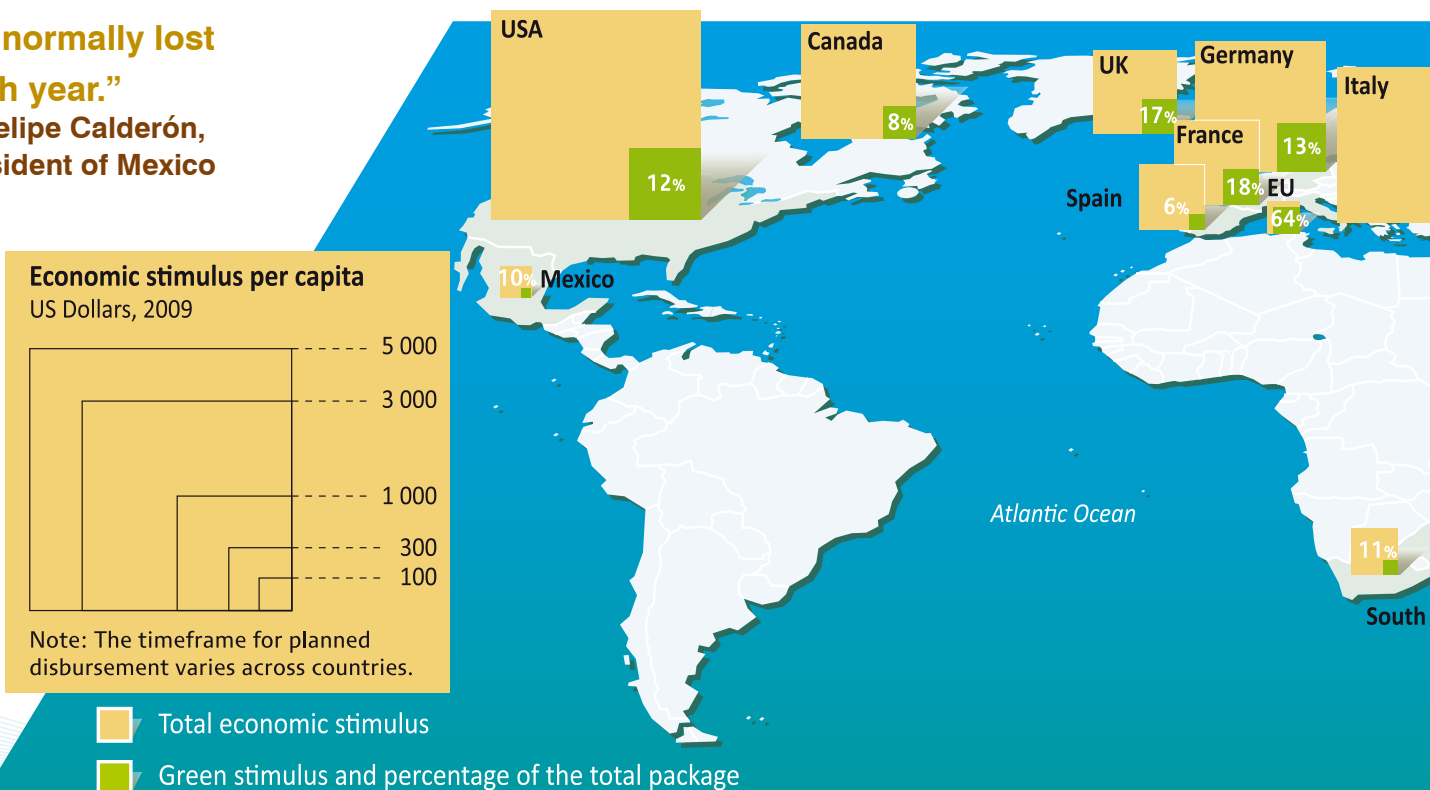 normally lost
h year.”
elipe Calderón,
sident of Mexico
USA
12%
Canada
8%
UK
17%
Germany
13%
France
18%
Italy
Spain
6%
EU
64%
10%
Mexico
Economic stimulus per capita
US Dollars, 2009
5 000
3 000
1 000
300
100
Note: The timeframe for planned
disbursement varies across countries.
Atlantic Ocean
11%
South
Total economic stimulus
Green stimulus and percentage of the total package